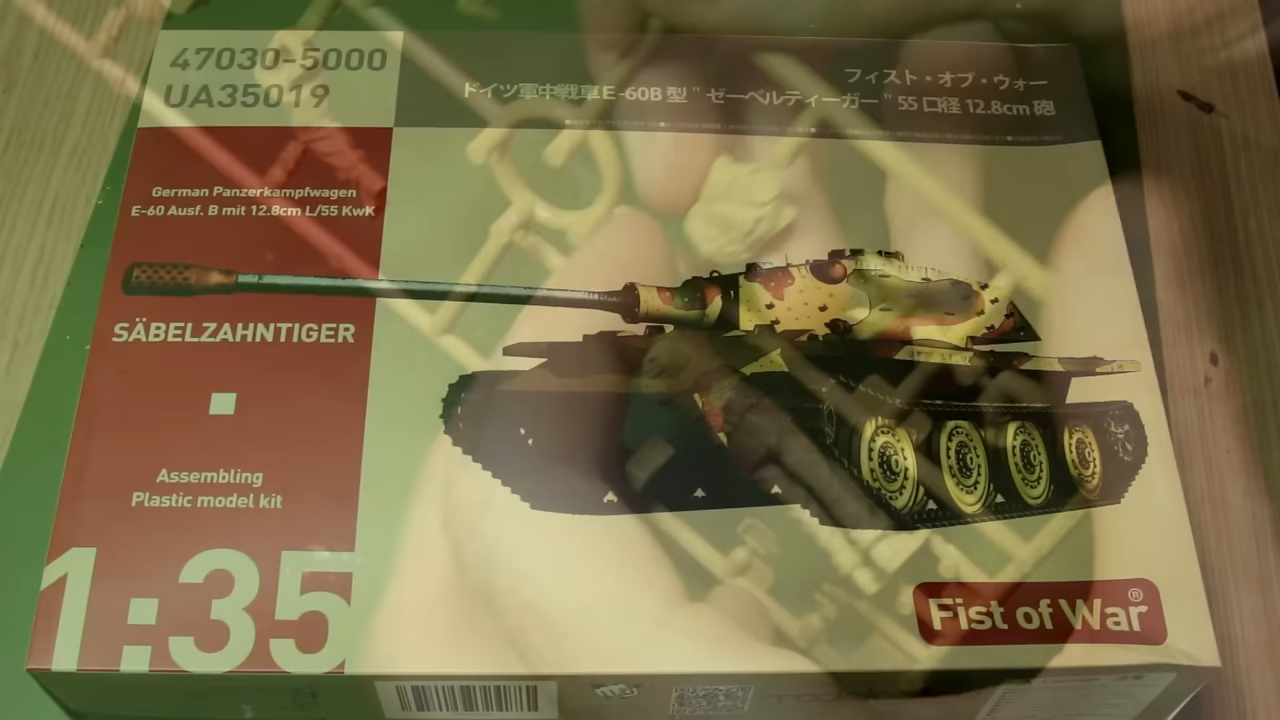 47030-5000
UA35019
フィスト・オブ・ウォー
ドイツ軍中戦車E-60B型"ゼーベルティーガー"55口径12.8cm砲
German Panzerkampfwagen
E-60 Ausf. B mit 12.8cm L/55 KwK
SÄBELZAHNTIGER
Assembling
Plastic model kit
1:35
Fist of War®